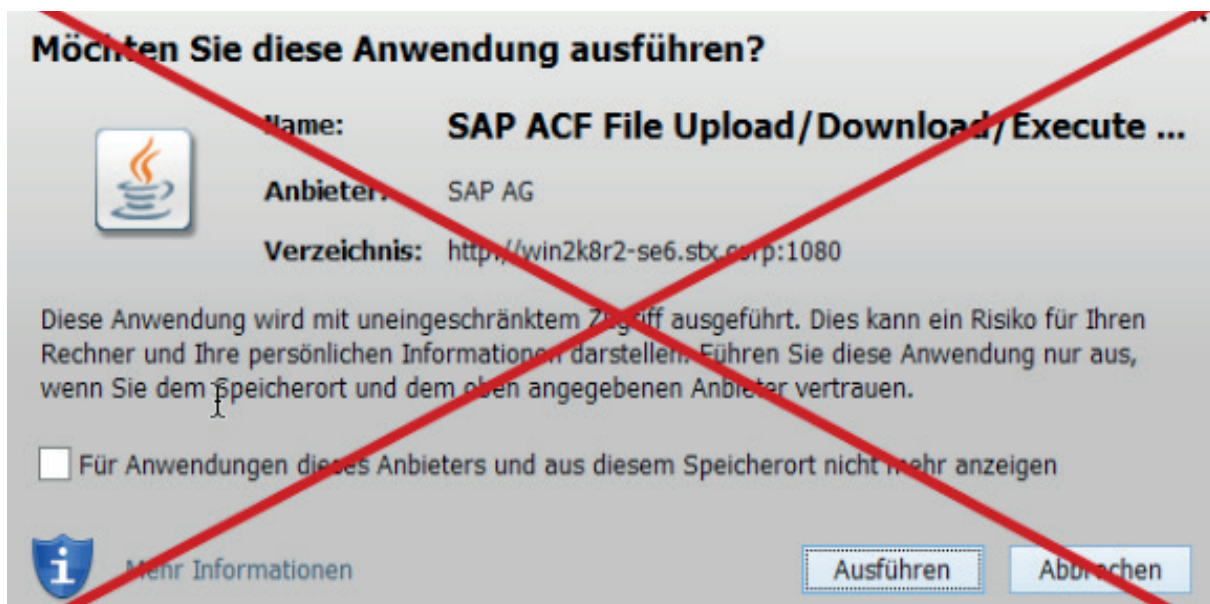 Möchten Sie diese Anwendung ausführen?
Name: SAP ACF File Upload/Download/Execute ...
Anbieter: SAP AG
Verzeichnis: http://win2k8r2-se6.stx.corp:1080
Diese Anwendung wird mit uneingeschränktem Zugriff ausgeführt. Dies kann ein Risiko für Ihren
Rechner und Ihre persönlichen Informationen darstellen. Führen Sie diese Anwendung nur aus,
wenn Sie dem Speicherort und dem oben angegebenen Anbieter vertrauen.
Für Anwendungen dieses Anbieters und aus diesem Speicherort nicht mehr anzeigen
Mehr Informationen
Ausführen
Abbrechen